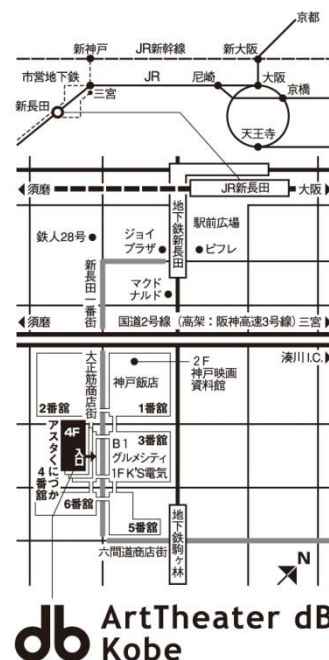 京都
新神戸
JR新幹線
新大阪
市営地下鉄
JR
尼崎
大阪
三宮
京橋
新長田
天王寺
JR新長田
須磨
大阪
地下鉄新長田
駅前広場
鉄人28号
ジョイ
プラザ
ピフレ
新長田一番街
マクド
ナルド
須磨
国道2号線（高架：阪神高速3号線）三宮
湊川I.C.
大正筋商店街
神戸飯店
2F
神戸映画
資料館
2番館
1番館
アスタくにづか
4番館
4F
入口
3番館
B1
グルメシティ
1F K'S電気
6番館
5番館
地下鉄駒ヶ林
六間道商店街
N
db
ArtTheater dB
Kobe